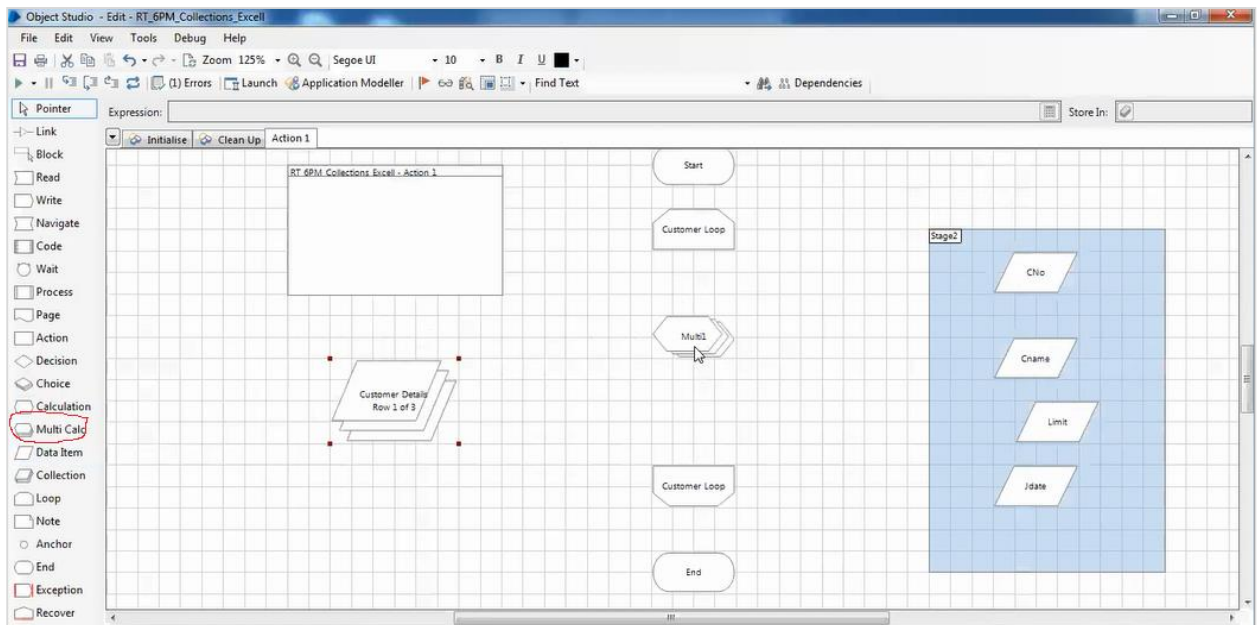 Object Studio - Edit - RT_6PM_Collections_Excell
File Edit View Tools Debug Help
Zoom 125% Segoe UI 10 B I U
(1) Errors Launch Application Modeller Find Text Dependencies
Pointer
Expression:
Store In:
Link
Initialise
Clean Up
Action 1
Block
Read
Write
Navigate
Code
Wait
Process
Page
Action
Decision
Choice
Calculation
Multi Calc
Data Item
Collection
Loop
Note
Anchor
End
Exception
Recover
RT 6PM Collections Excell - Action 1
Customer Details
Row 1 of 3
Start
Customer Loop
Multi1
Customer Loop
End
Stage2
CNo
Cname
Limit
Jdate